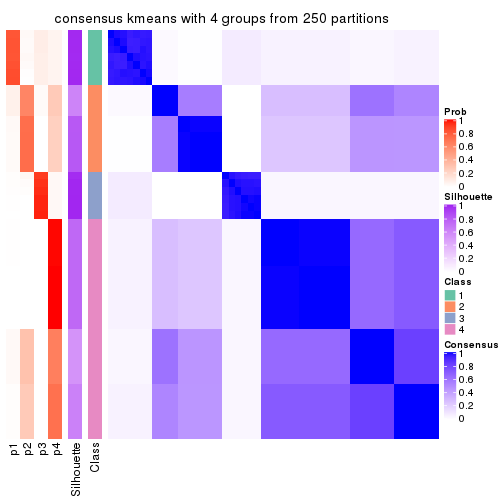 consensus kmeans with 4 groups from 250 partitions
Prob
1
0.8
0.6
0.4
0.2
0
Silhouette
1
0.8
0.6
0.4
0.2
0
Class
1
2
3
4
Consensus
1
0.8
0.6
0.4
0.2
0
p1
p2
p3
p4
Silhouette
Class